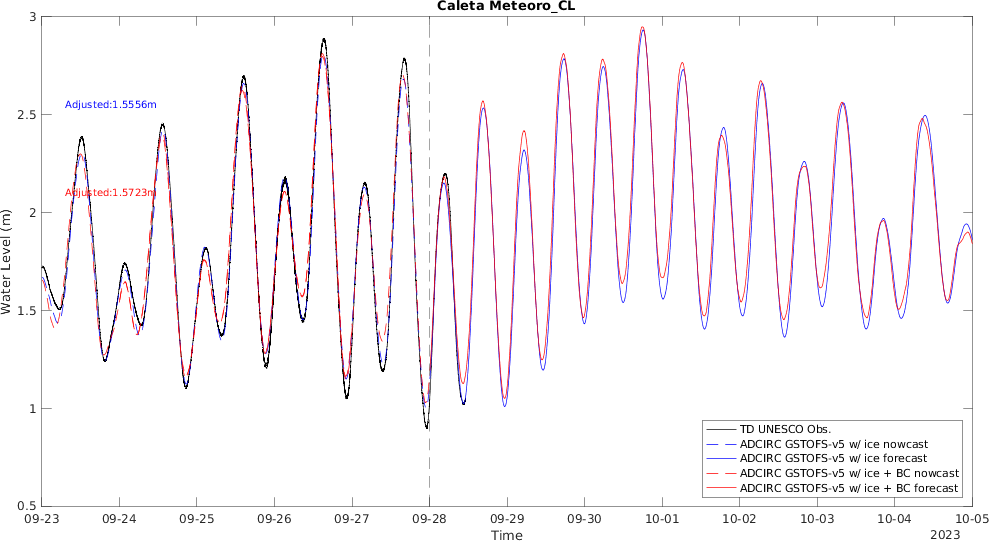 Caleta Meteoro_CL
3
2.5
2
1.5
1
0.5
Water Level (m)
Adjusted:1.5556m
Adjusted:1.5723m
TD UNESCO Obs.
ADCIRC GSTOFS-v5 w/ ice nowcast
ADCIRC GSTOFS-v5 w/ ice forecast
ADCIRC GSTOFS-v5 w/ ice + BC nowcast
ADCIRC GSTOFS-v5 w/ ice + BC forecast
09-23 09-24 09-25 09-26 09-27 09-28 09-29 09-30 10-01 10-02 10-03 10-04 10-05
Time
2023